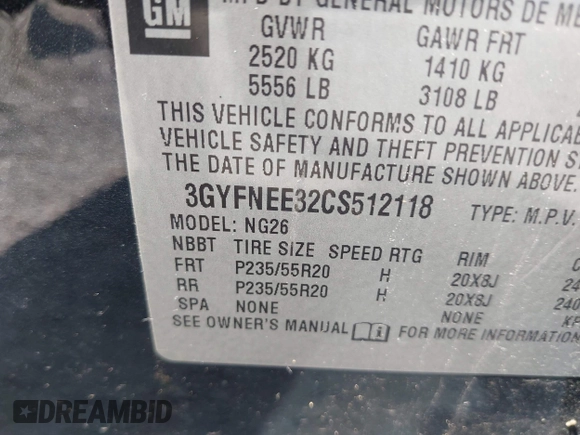 GM
MFD BY GENERAL MOTORS DE
GVWR GAWR FRT
2520 KG 1410 KG
5556 LB 3108 LB
THIS VEHICLE CONFORMS TO ALL
VEHICLE SAFETY AND THEFT PREVENTION
THE DATE OF MANUFACTURE SHOWN ABOVE.
3GYFNEE32CS512118 TYPE: M.P.V.
MODEL: NG26
NBBT TIRE SIZE SPEED RTG RIM
FRT P235/55R20 H 20X8J
RR P235/55R20 H 20X8J
SPA NONE NONE
SEE OWNER'S MANUAL FOR MORE INFORMATION
DREAMBID